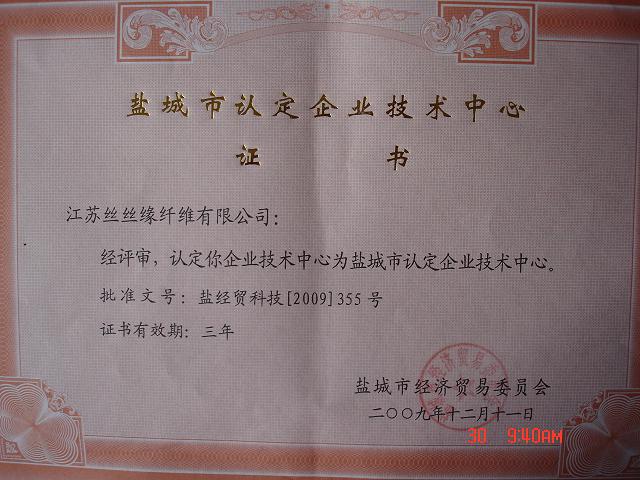 盐城市认定企业技术中心
证书
江苏丝丝缘纤维有限公司：
经评审，认定你企业技术中心为盐城市认定企业技术中心。
批准文号：盐经贸科技[2009]355号
证书有效期：三年
盐城市经济贸易委员会
二〇〇九年十二月十一日
30 9:40AM